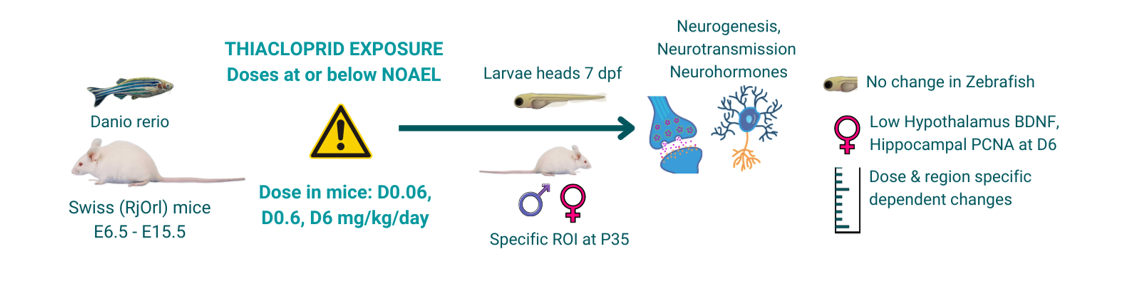 Danio rerio
Swiss (RjOrl) mice
E6.5 - E15.5
THIACLOPRID EXPOSURE
Doses at or below NOAEL
Dose in mice: D0.06,
D0.6, D6 mg/kg/day
Larvae heads 7 dpf
Specific ROI at P35
Neurogenesis,
Neurotransmission
Neurohormones
No change in Zebrafish
Low Hypothalamus BDNF,
Hippocampal PCNA at D6
Dose & region specific
dependent changes